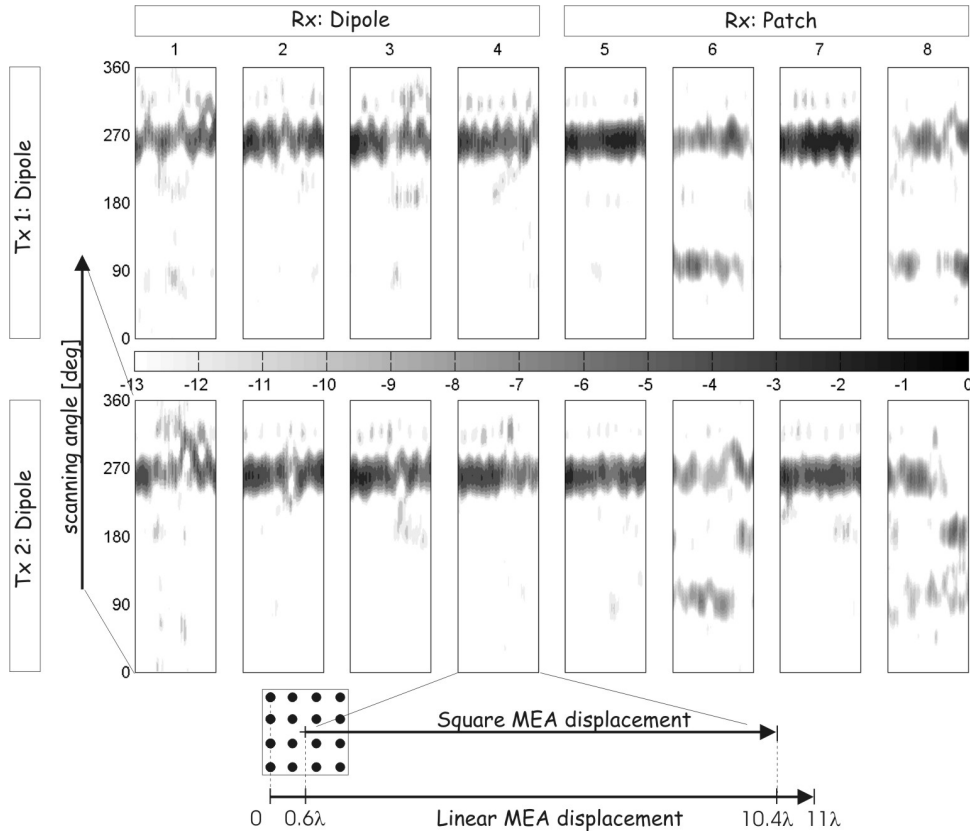 Rx: Dipole
Rx: Patch
1 2 3 4 5 6 7 8
Tx 1: Dipole
360
270
180
90
0
scanning angle [deg]
-13 -12 -11 -10 -9 -8 -7 -6 -5 -4 -3 -2 -1 0
Tx 2: Dipole
360
270
180
90
0
Square MEA displacement
0 0.6λ Linear MEA displacement 10.4λ 11λ